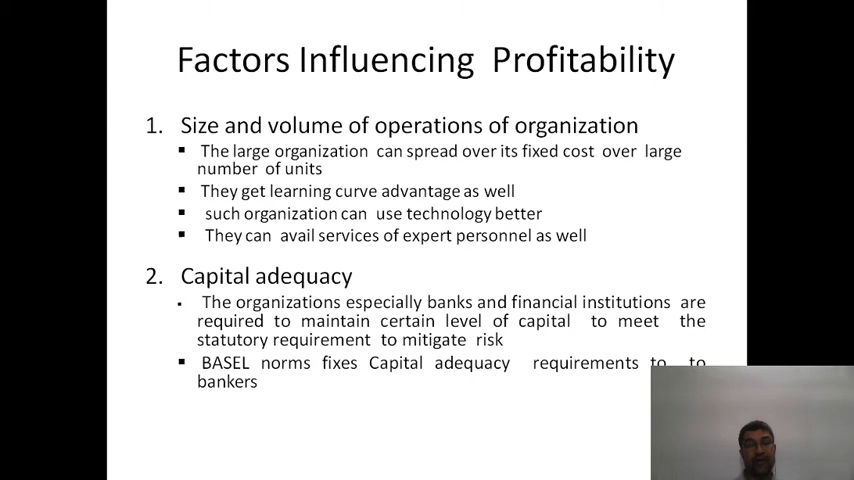 Factors Influencing Profitability
1. Size and volume of operations of organization
▪ The large organization can spread over its fixed cost over large
number of units
▪ They get learning curve advantage as well
▪ such organization can use technology better
▪ They can avail services of expert personnel as well
2. Capital adequacy
▪ The organizations especially banks and financial institutions are
required to maintain certain level of capital to meet the
statutory requirement to mitigate risk
▪ BASEL norms fixes Capital adequacy requirements to to
bankers